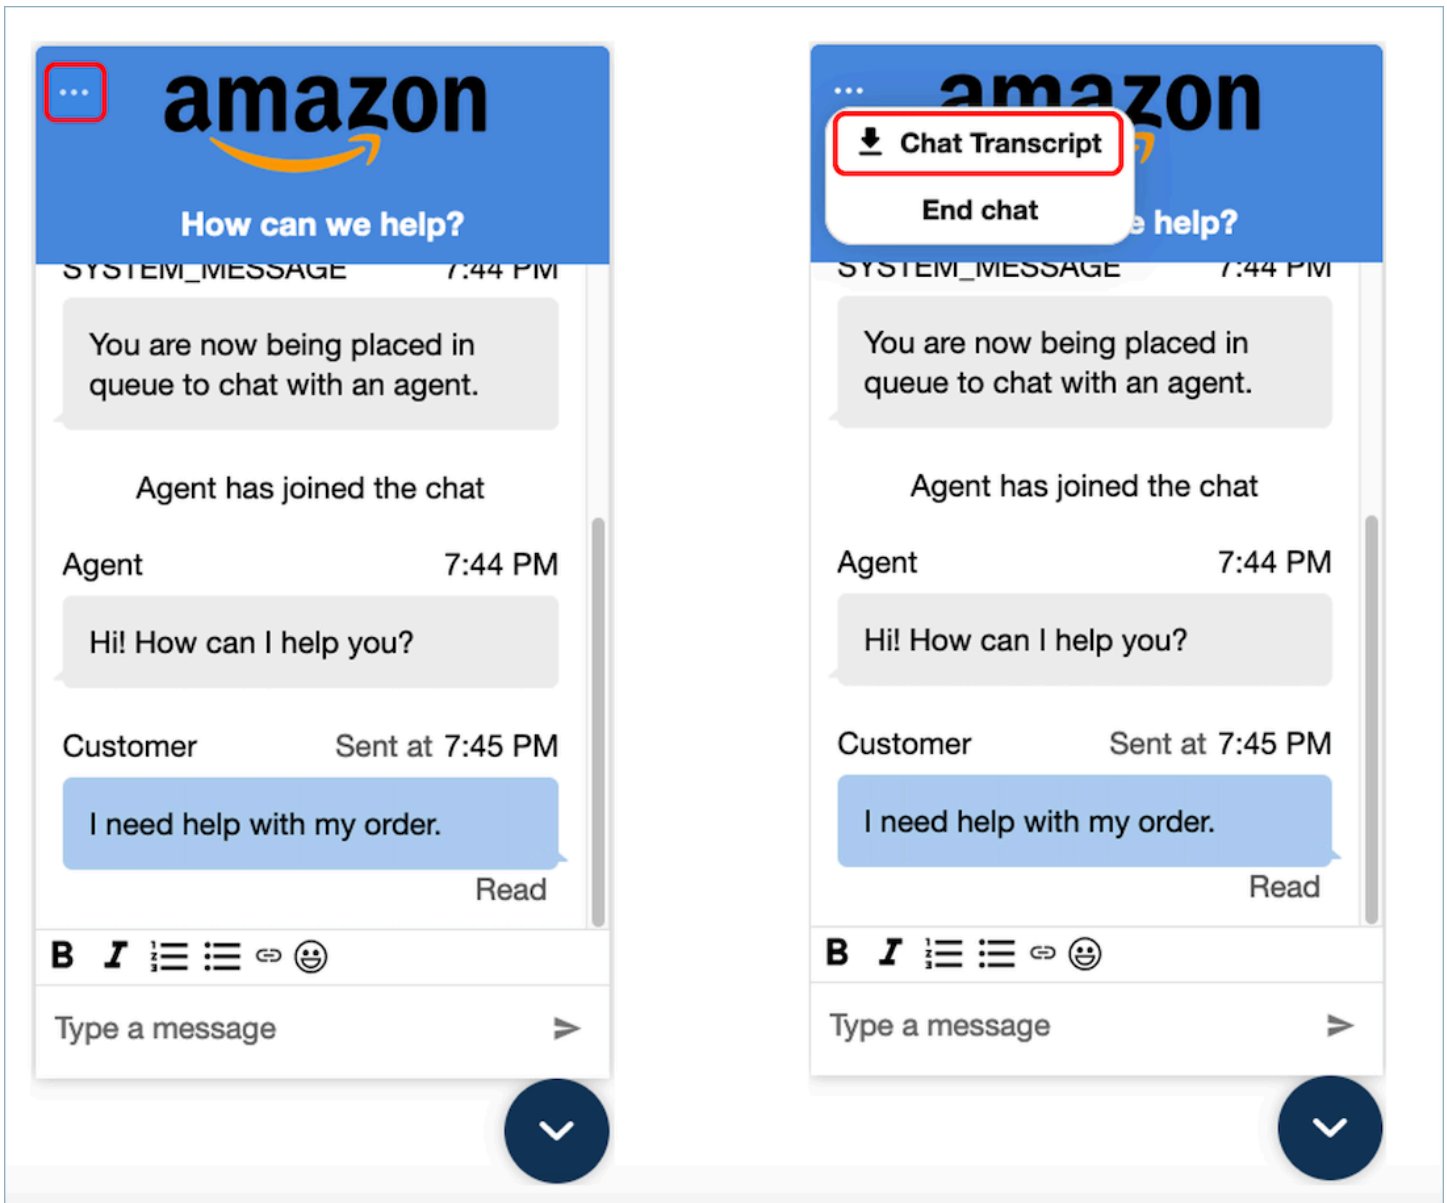 amazon
How can we help?
SYSTEM_MESSAGE 7:44 PM
You are now being placed in
queue to chat with an agent.
Agent has joined the chat
Agent 7:44 PM
Hi! How can I help you?
Customer Sent at 7:45 PM
I need help with my order.
Read
B I
Type a message
amazon
Chat Transcript
End chat
e help?
SYSTEM_MESSAGE 7:44 PM
You are now being placed in
queue to chat with an agent.
Agent has joined the chat
Agent 7:44 PM
Hi! How can I help you?
Customer Sent at 7:45 PM
I need help with my order.
Read
B I
Type a message